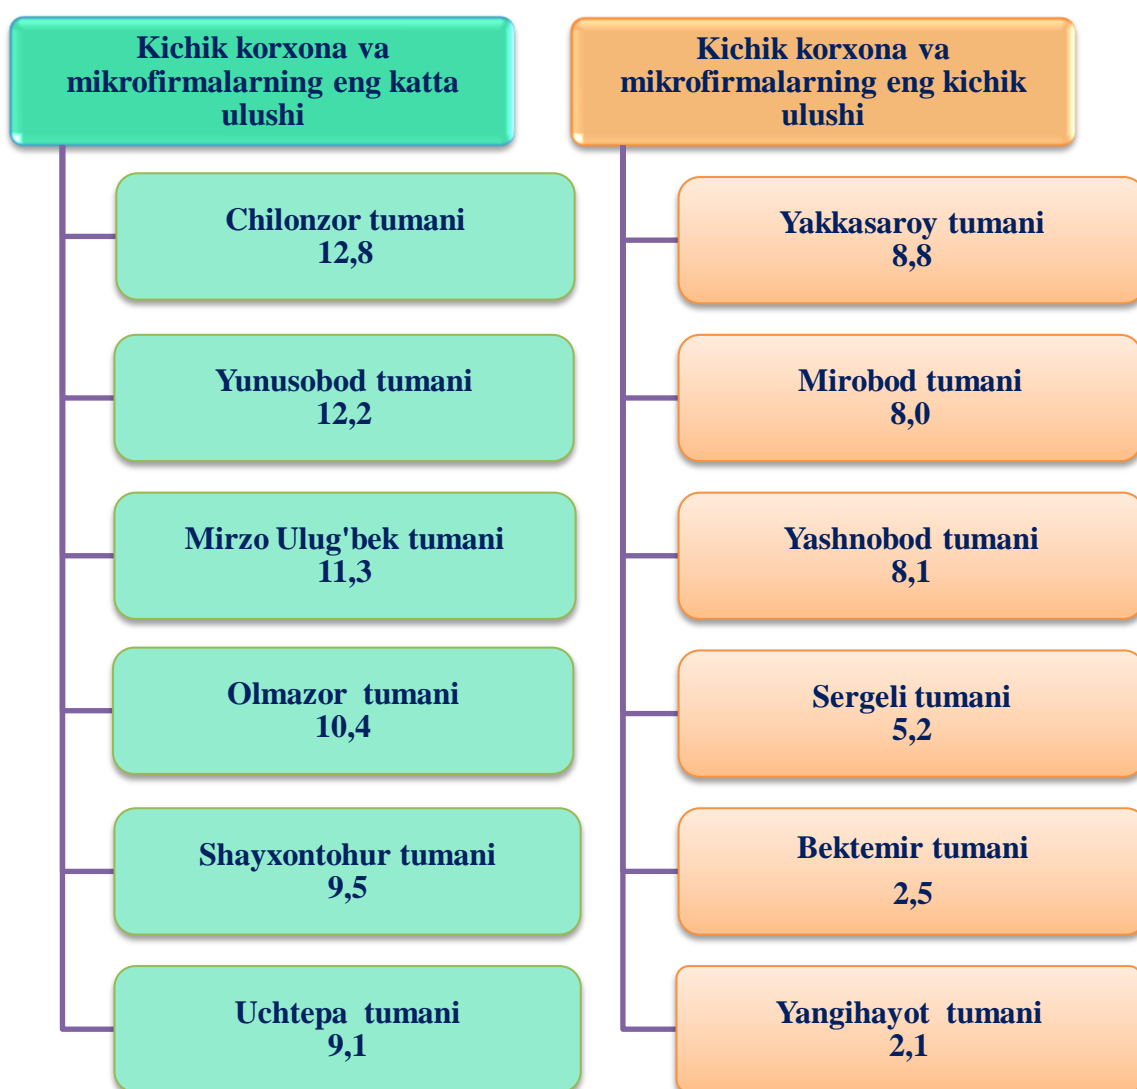 Kichik korxona va
mikrofirmalarning eng katta
ulushi
Chilonzor tumani
12,8
Yunusobod tumani
12,2
Mirzo Ulug'bek tumani
11,3
Olmazor tumani
10,4
Shayxontohur tumani
9,5
Uchtepa tumani
9,1
Kichik korxona va
mikrofirmalarning eng kichik
ulushi
Yakkasaroy tumani
8,8
Mirobod tumani
8,0
Yashnobod tumani
8,1
Sergeli tumani
5,2
Bektemir tumani
2,5
Yangihayot tumani
2,1